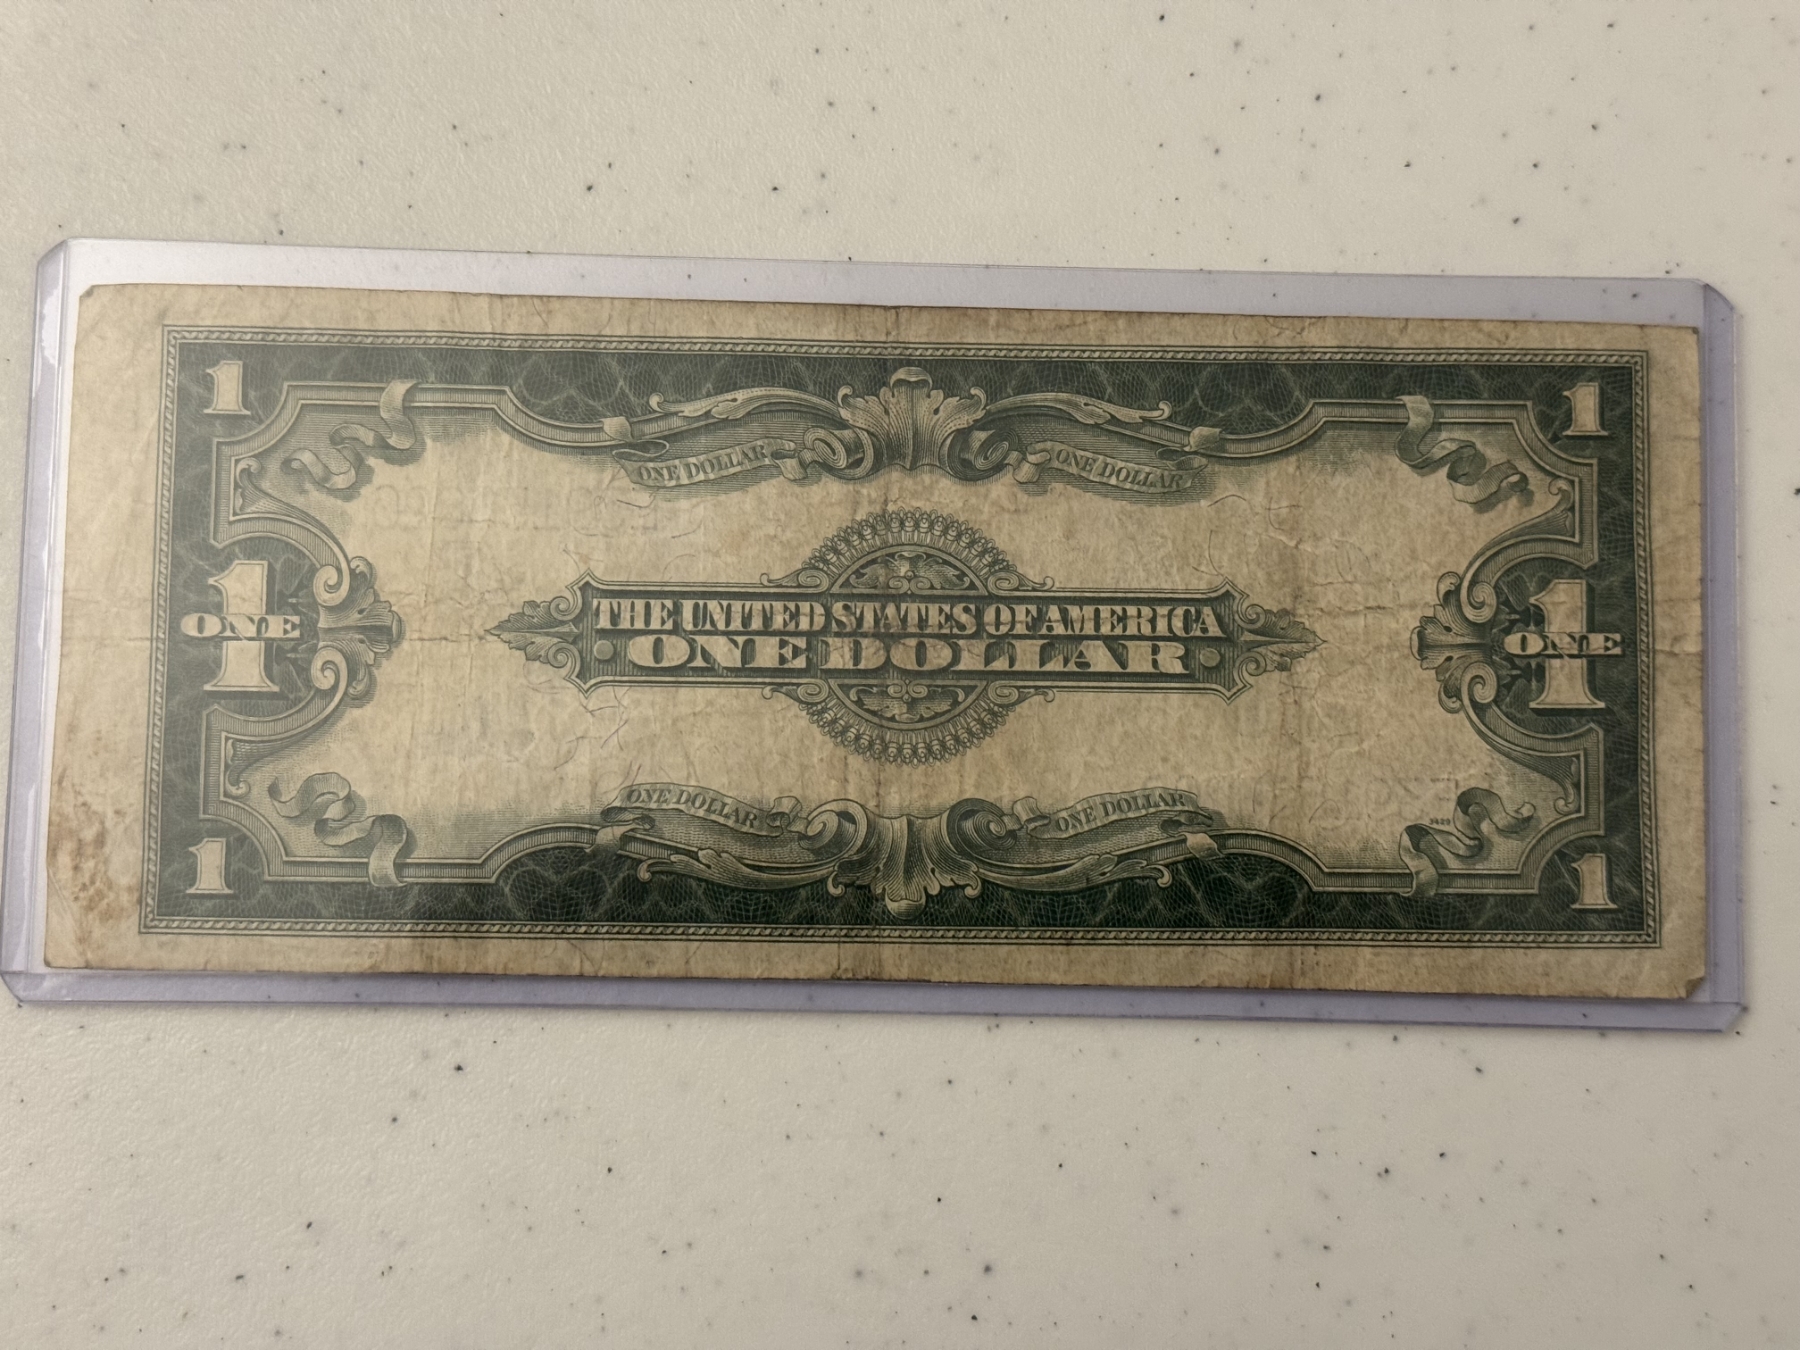 1 1
ONE DOLLAR ONE DOLLAR
THE UNITED STATES OF AMERICA
1 ONE 1 ONE
ONE DOLLAR
ONE DOLLAR ONE DOLLAR
1 1